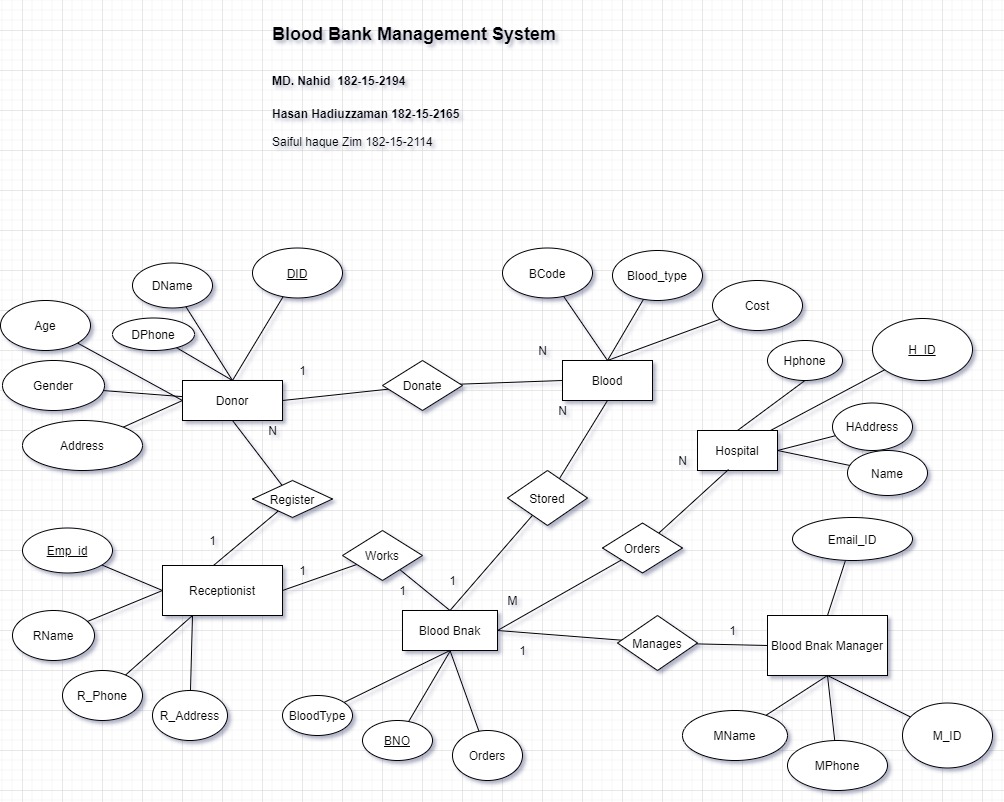 Blood Bank Management System
MD. Nahid  182-15-2194
Hasan Hadiuzzaman 182-15-2165
Saiful haque Zim 182-15-2114
DID
DName
BCode
Blood_type
Cost
Age
DPhone
Hphone
H_ID
Gender
Donor
1
Donate
N
Blood
N
Address
N
HAddress
Hospital
N
Name
Register
Stored
1
Orders
Email_ID
Emp_id
Works
1
1
1
Receptionist
M
RName
Blood Bnak
1
Manages
1
Blood Bnak Manager
R_Phone
R_Address
BloodType
BNO
Orders
MName
MPhone
M_ID